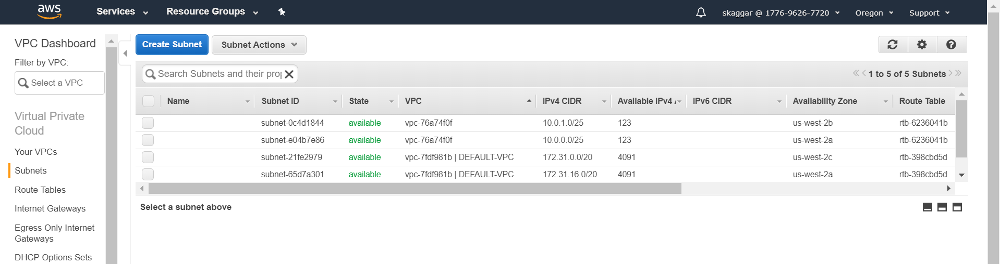 aws Services Resource Groups skaggar @ 1776-9626-7720 Oregon Support
VPC Dashboard
Filter by VPC:
Select a VPC
Virtual Private
Cloud
Your VPCs
Subnets
Route Tables
Internet Gateways
Egress Only Internet
Gateways
DHCP Options Sets
Create Subnet Subnet Actions
Search Subnets and their prop 1 to 5 of 5 Subnets
Name Subnet ID State VPC IPv4 CIDR Available IPv4 IPv6 CIDR Availability Zone Route Table
subnet-0c4d1844 available vpc-76a74f0f 10.0.1.0/25 123 us-west-2b rtb-6236041b
subnet-e04b7e86 available vpc-76a74f0f 10.0.0.0/25 123 us-west-2a rtb-6236041b
subnet-21fe2979 available vpc-7fdf981b | DEFAULT-VPC 172.31.0.0/20 4091 us-west-2c rtb-398cbd5d
subnet-65d7a301 available vpc-7fdf981b | DEFAULT-VPC 172.31.16.0/20 4091 us-west-2a rtb-398cbd5d
Select a subnet above